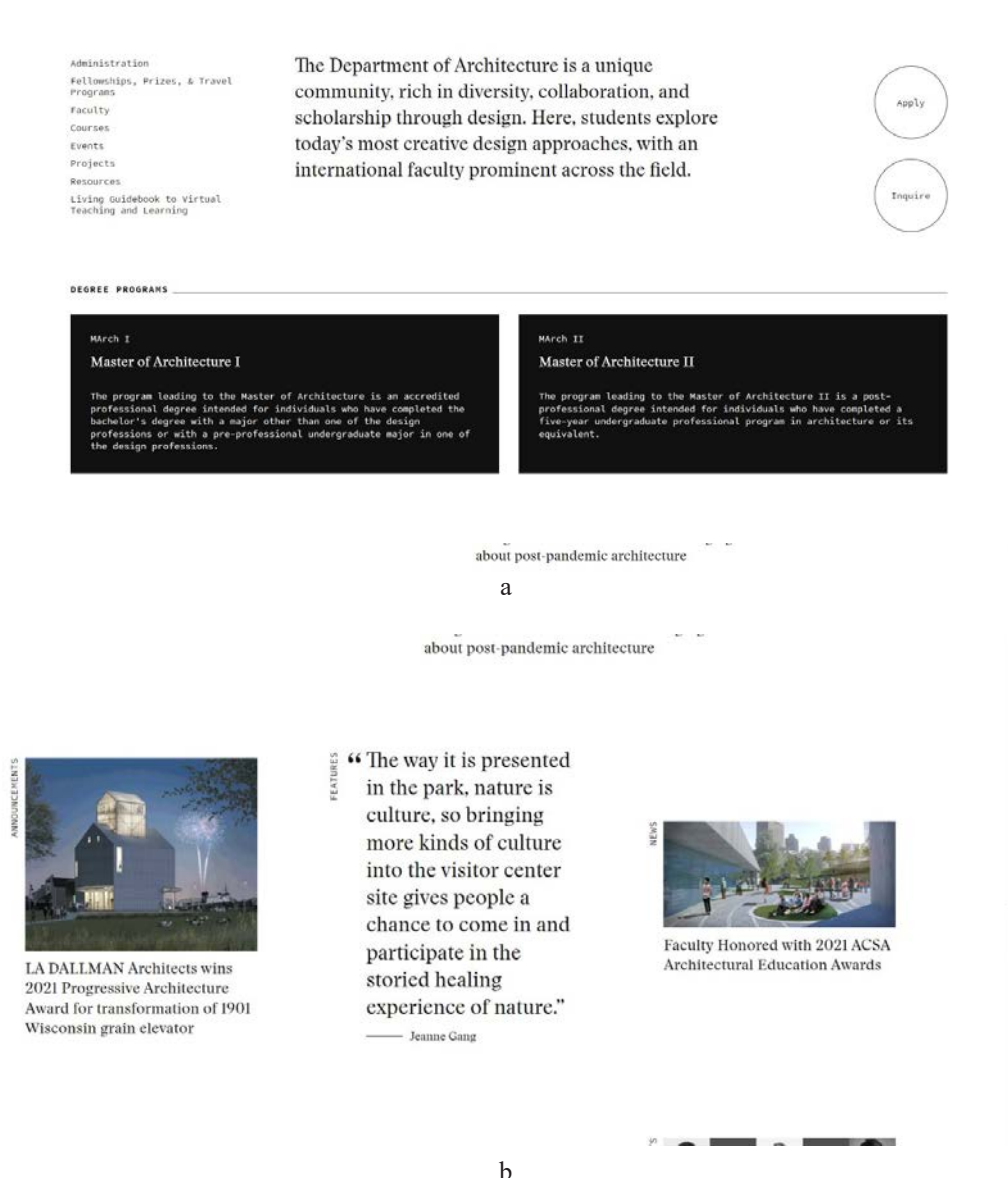 Administration
Fellowships, Prizes, & Travel
Programs
Faculty
Courses
Events
Projects
Resources
Living Guidebook to Virtual
Teaching and Learning
The Department of Architecture is a unique
community, rich in diversity, collaboration, and
scholarship through design. Here, students explore
today's most creative design approaches, with an
international faculty prominent across the field.
Apply
Inquire
DEGREE PROGRAMS
MArch I
Master of Architecture I
The program leading to the Master of Architecture is an accredited
professional degree intended for individuals who have completed the
bachelor's degree with a major other than one of the design
professions or with a pre-professional undergraduate major in one of
the design professions.
MArch II
Master of Architecture II
The program leading to the Master of Architecture II is a post-
professional degree intended for individuals who have completed a
five-year undergraduate professional program in architecture or its
equivalent.
about post-pandemic architecture
a
about post-pandemic architecture
ANNOUNCEMENTS
LA DALLMAN Architects wins
2021 Progressive Architecture
Award for transformation of 1901
Wisconsin grain elevator
FEATURES
“ The way it is presented
in the park, nature is
culture, so bringing
more kinds of culture
into the visitor center
site gives people a
chance to come in and
participate in the
storied healing
experience of nature.”
Jeanne Gang
NEWS
Faculty Honored with 2021 ACSA
Architectural Education Awards
b